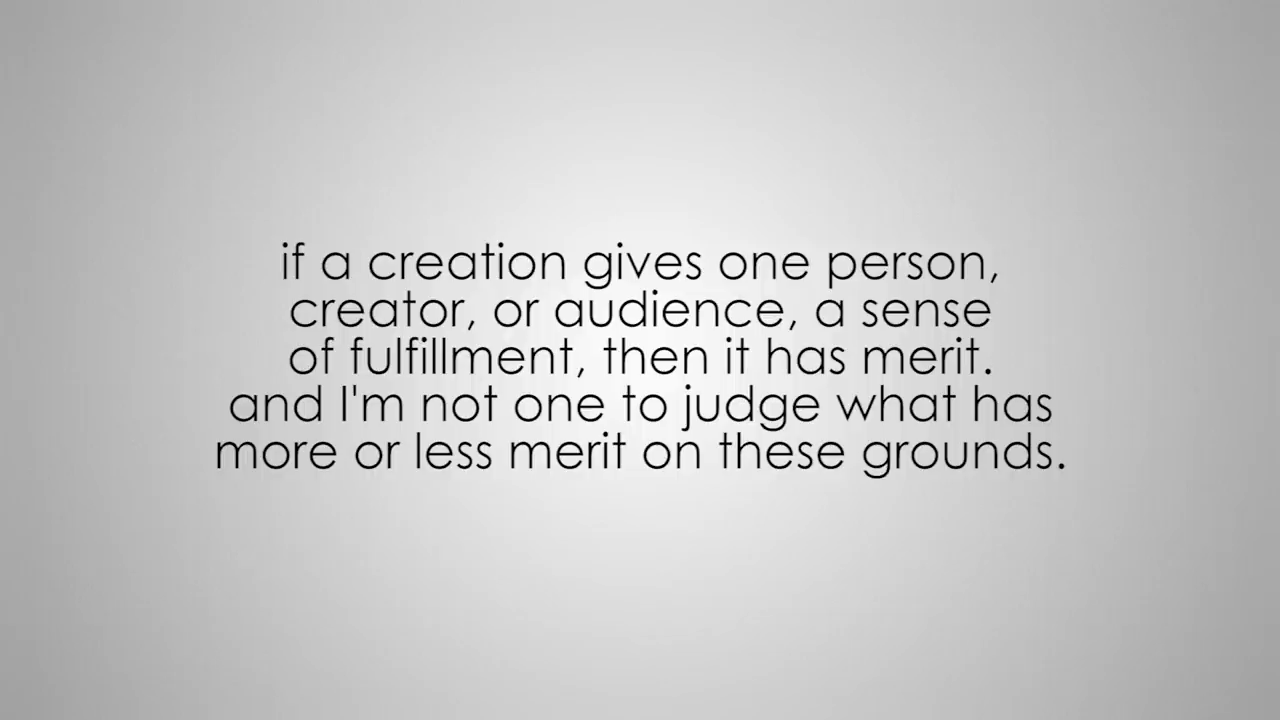 if a creation gives one person,
creator, or audience, a sense
of fulfillment, then it has merit.
and I'm not one to judge what has
more or less merit on these grounds.